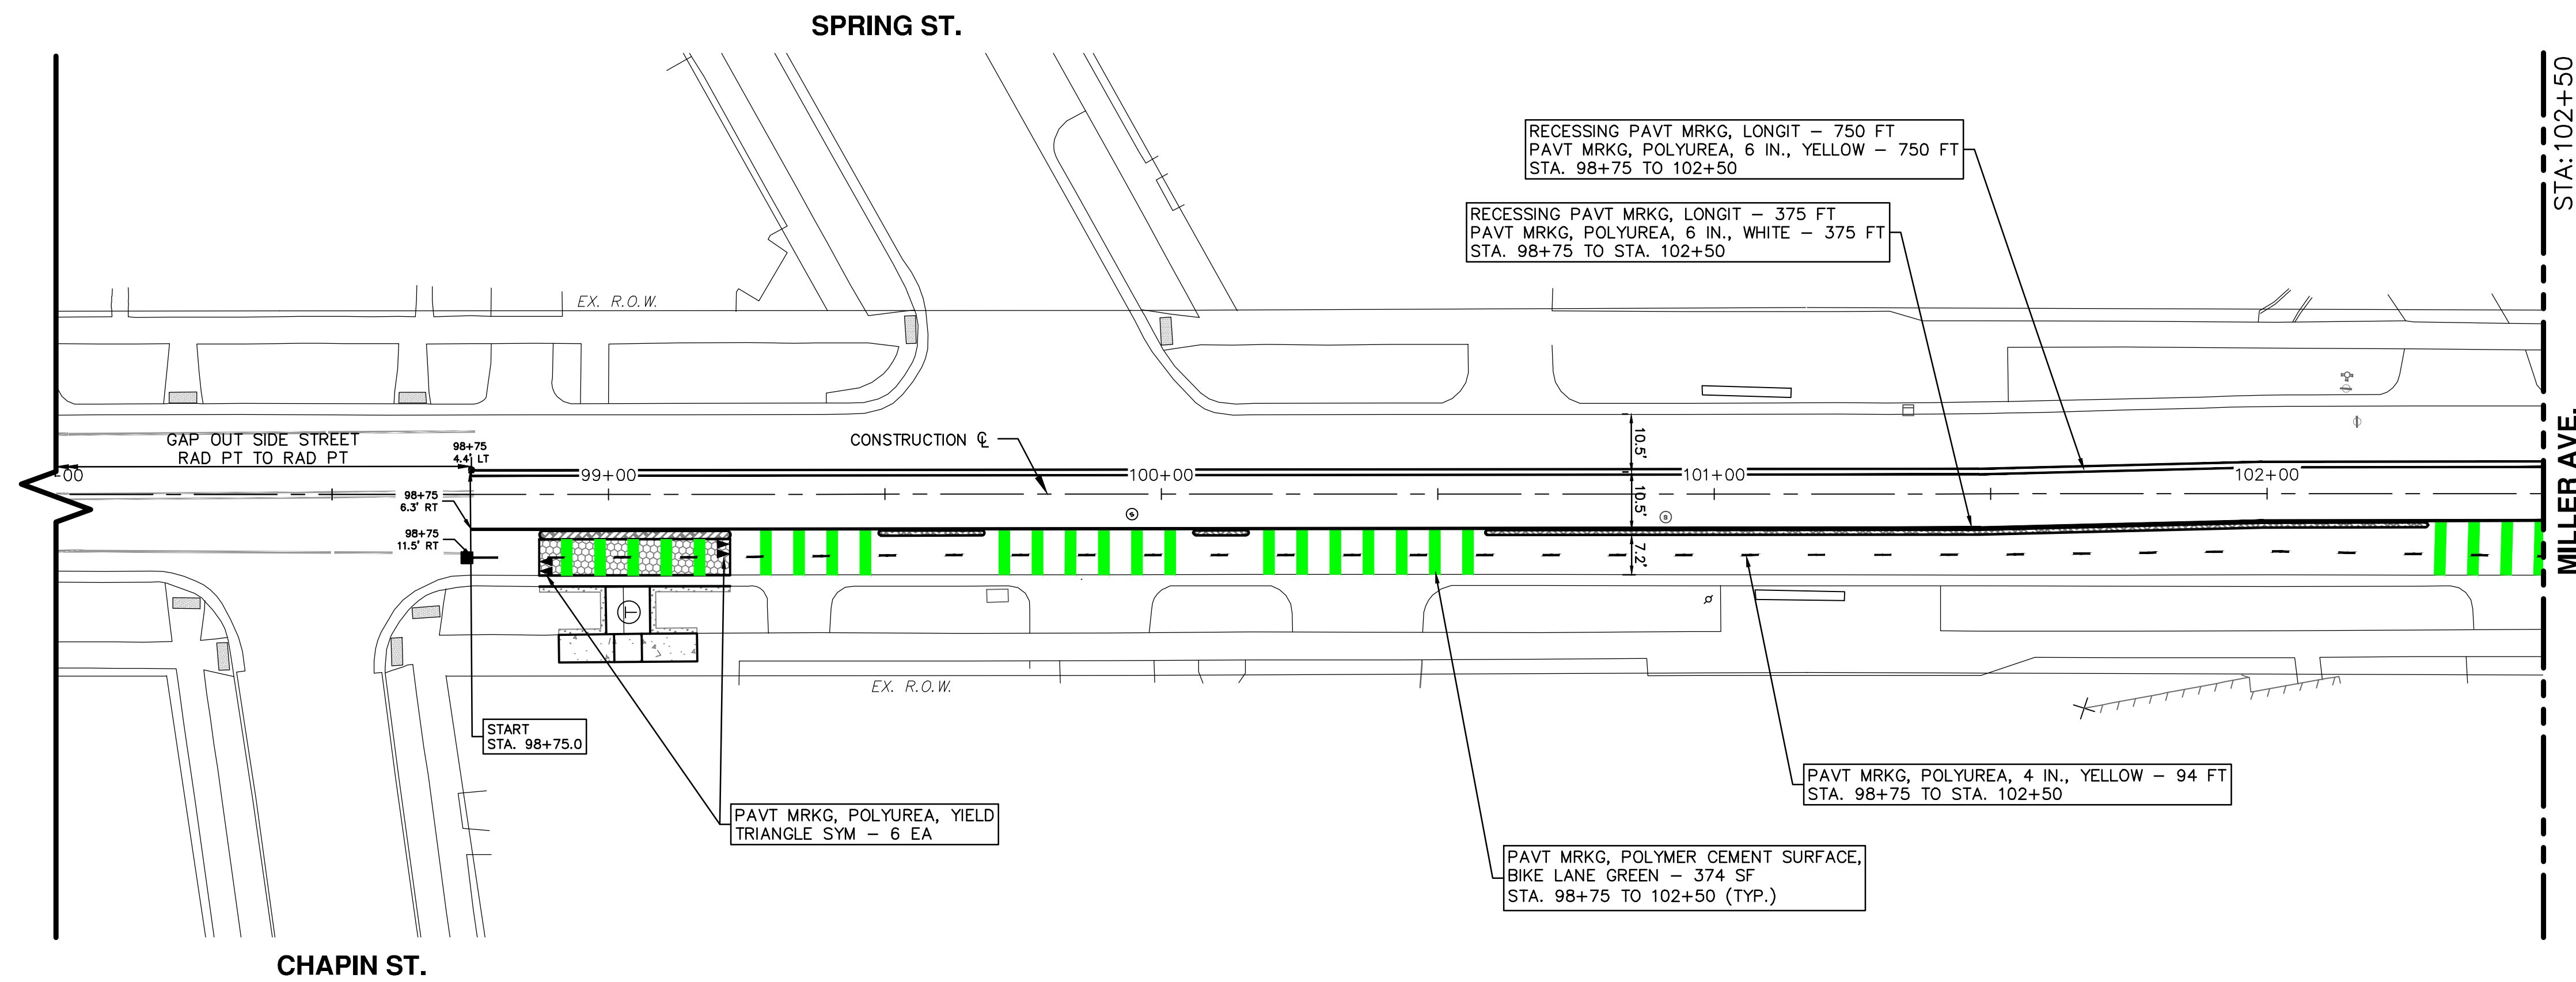 SPRING ST.
STA: 102+50
RECESSING PAVT MRKG, LONGIT – 750 FT
PAVT MRKG, POLYUREA, 6 IN., YELLOW – 750 FT
STA. 98+75 TO 102+50
RECESSING PAVT MRKG, LONGIT – 375 FT
PAVT MRKG, POLYUREA, 6 IN., WHITE – 375 FT
STA. 98+75 TO STA. 102+50
EX. R.O.W.
GAP OUT SIDE STREET
RAD PT TO RAD PT
98+75
4.4' LT
CONSTRUCTION ℄
10.5'
-00
99+00
100+00
101+00
102+00
98+75
6.3' RT
10.5'
S
S
98+75
11.5' RT
7.2'
MILLER AVE.
T
EX. R.O.W.
START
STA. 98+75.0
PAVT MRKG, POLYUREA, YIELD
TRIANGLE SYM – 6 EA
PAVT MRKG, POLYUREA, 4 IN., YELLOW – 94 FT
STA. 98+75 TO STA. 102+50
PAVT MRKG, POLYMER CEMENT SURFACE,
BIKE LANE GREEN – 374 SF
STA. 98+75 TO 102+50 (TYP.)
CHAPIN ST.